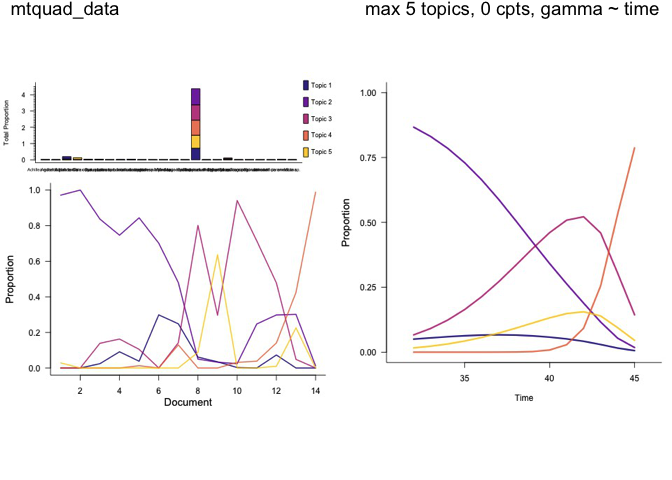 mtquad_data
max 5 topics, 0 cpts, gamma ~ time
Total Proportion
4
3
2
1
0
Topic 1
Topic 2
Topic 3
Topic 4
Topic 5
Proportion
1.0
0.8
0.6
0.4
0.2
0.0
2
4
6
8
10
12
14
Document
Proportion
1.00
0.75
0.50
0.25
0.00
35
40
45
Time